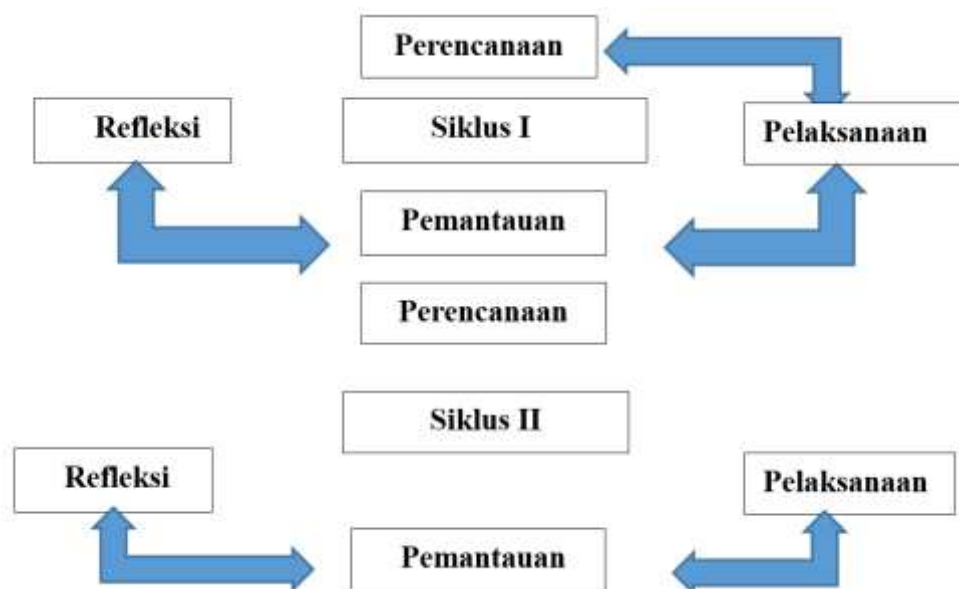 Perencanaan
Refleksi
Siklus I
Pelaksanaan
Pemantauan
Perencanaan
Siklus II
Refleksi
Pelaksanaan
Pemantauan